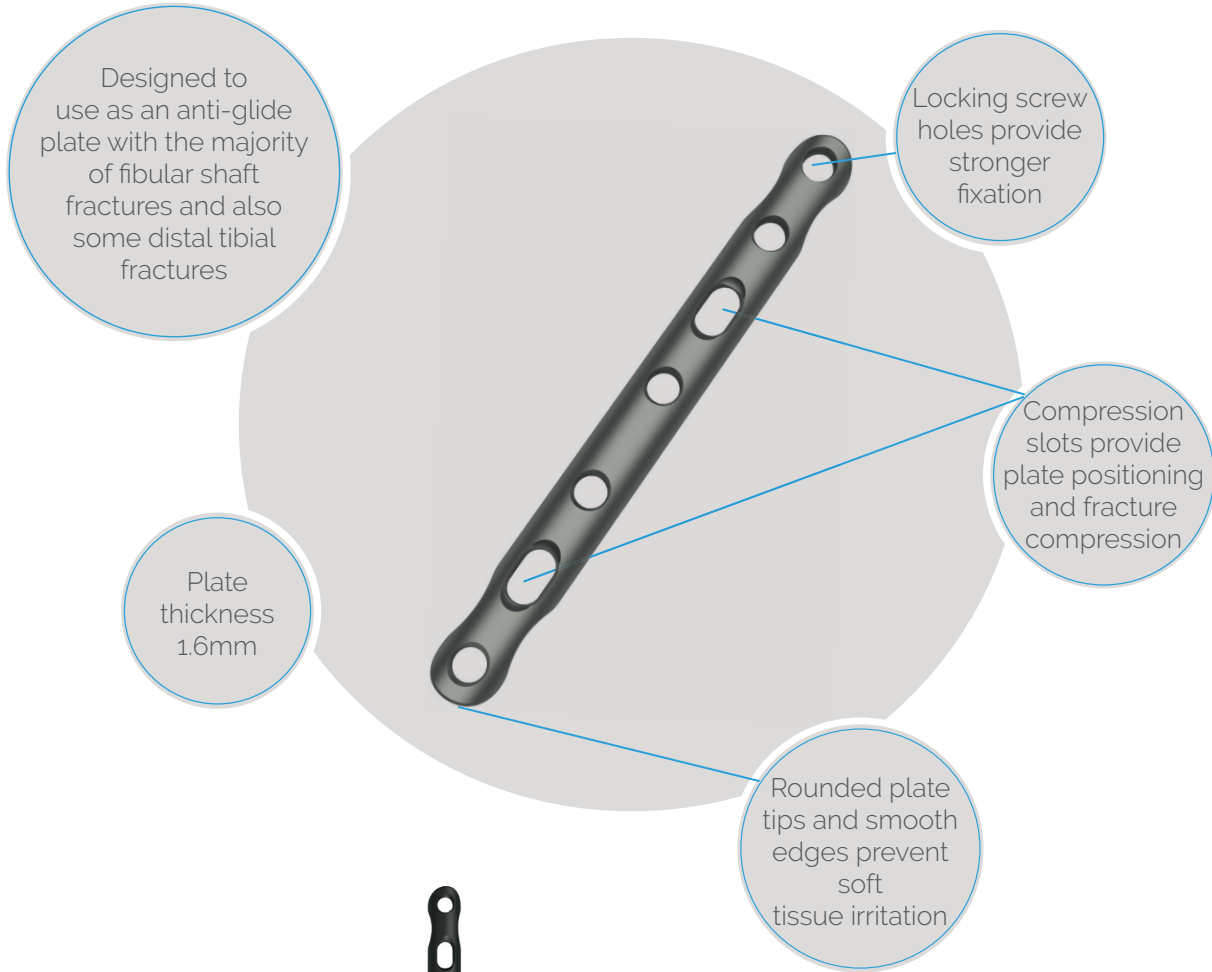 Designed to
use as an anti-glide
plate with the majority
of fibular shaft
fractures and also
some distal tibial
fractures
Locking screw
holes provide
stronger
fixation
Compression
slots provide
plate positioning
and fracture
compression
Plate
thickness
1.6mm
Rounded plate
tips and smooth
edges prevent
soft
tissue irritation